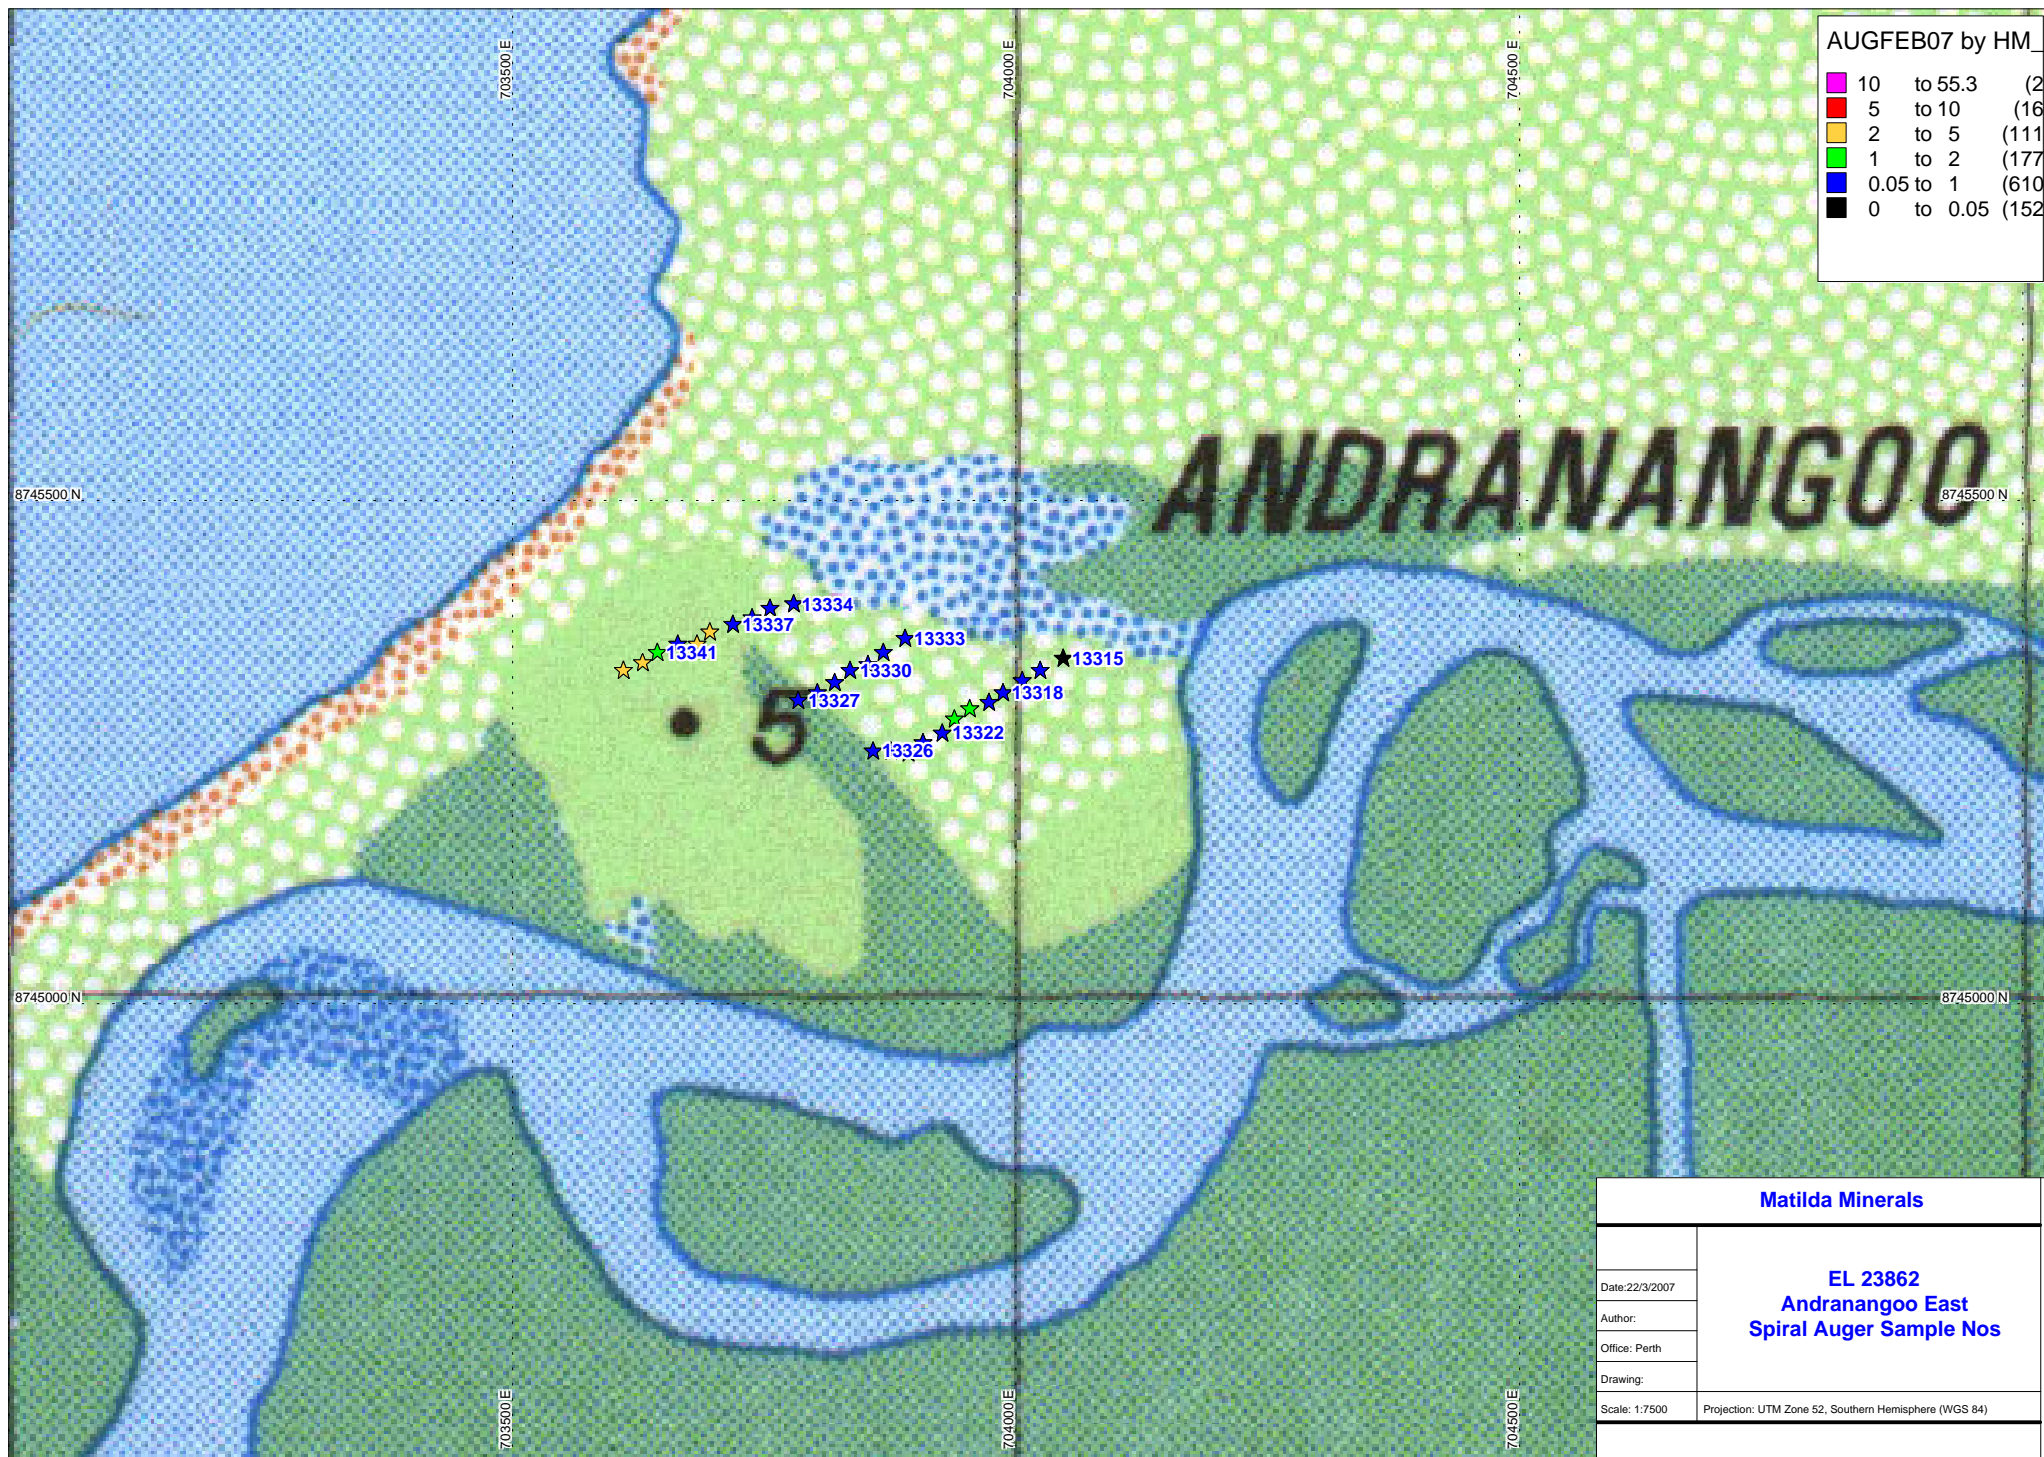 703500 E
704000 E
704500 E
AUGFEB07 by HM_
10 to 55.3 (2
5 to 10 (16
2 to 5 (111
1 to 2 (177
0.05 to 1 (610
0 to 0.05 (152
ANDRANANGOO
8745500 N
8745500 N
13334
13337
13333
13341
13315
13330
13318
13327
5
13322
13326
8745000 N
8745000 N
Matilda Minerals
EL 23862
Andranangoo East
Spiral Auger Sample Nos
Date:22/3/2007
Author:
Office: Perth
Drawing:
Scale: 1:7500
Projection: UTM Zone 52, Southern Hemisphere (WGS 84)
703500 E
704000 E
704500 E